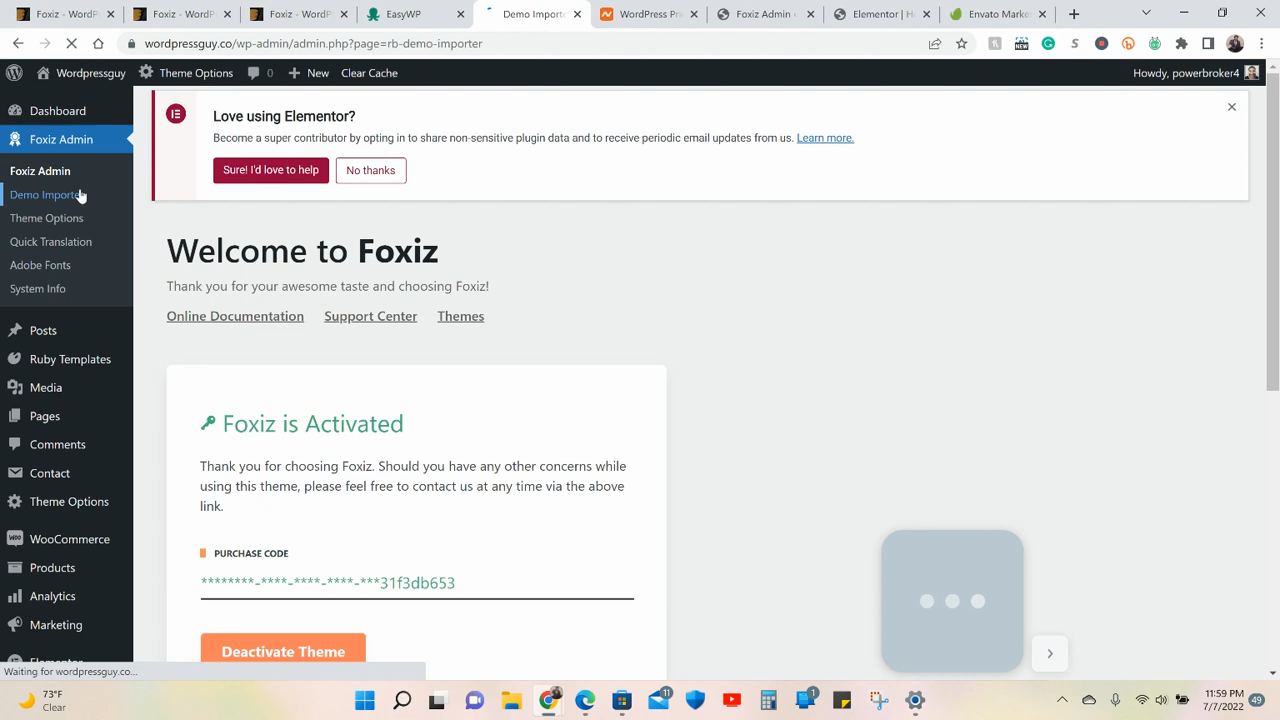 Foxiz - W
Foxiz - W
Foxiz - W
EasyWP
Demo Importe
WordPress Pre
Foxiz Admin
Elementor | H
Envato Market
wordpressguy.co/wp-admin/admin.php?page=rb-demo-importer
NEW
Wordpressguy
Theme Options
0
New
Clear Cache
Howdy, powerbroker4
Dashboard
Foxiz Admin
Foxiz Admin
Demo Importe
Theme Options
Quick Translation
Adobe Fonts
System Info
Posts
Ruby Templates
Media
Pages
Comments
Contact
Theme Options
WooCommerce
Products
Analytics
Marketing
Love using Elementor?
Become a super contributor by opting in to share non-sensitive plugin data and to receive periodic email updates from us. Learn more.
Sure! I'd love to help
No thanks
Welcome to Foxiz
Thank you for your awesome taste and choosing Foxiz!
Online Documentation
Support Center
Themes
Foxiz is Activated
Thank you for choosing Foxiz. Should you have any other concerns while
using this theme, please feel free to contact us at any time via the above
link.
PURCHASE CODE
********-****-****-****-***31f3db653
Deactivate Theme
Waiting for wordpressguy.co...
73°F
Clear
11
1
11:59 PM
7/7/2022
49